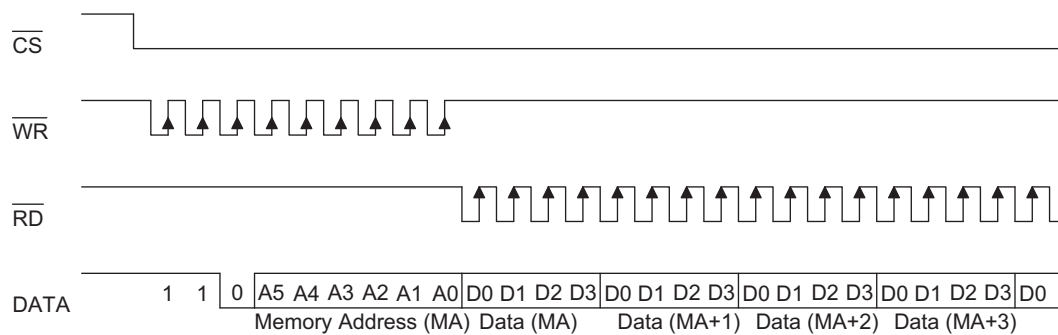 CS
WR
RD
DATA 1 1 0 A5 A4 A3 A2 A1 A0 D0 D1 D2 D3 D0 D1 D2 D3 D0 D1 D2 D3 D0 D1 D2 D3 D0
Memory Address (MA) Data (MA) Data (MA+1) Data (MA+2) Data (MA+3)